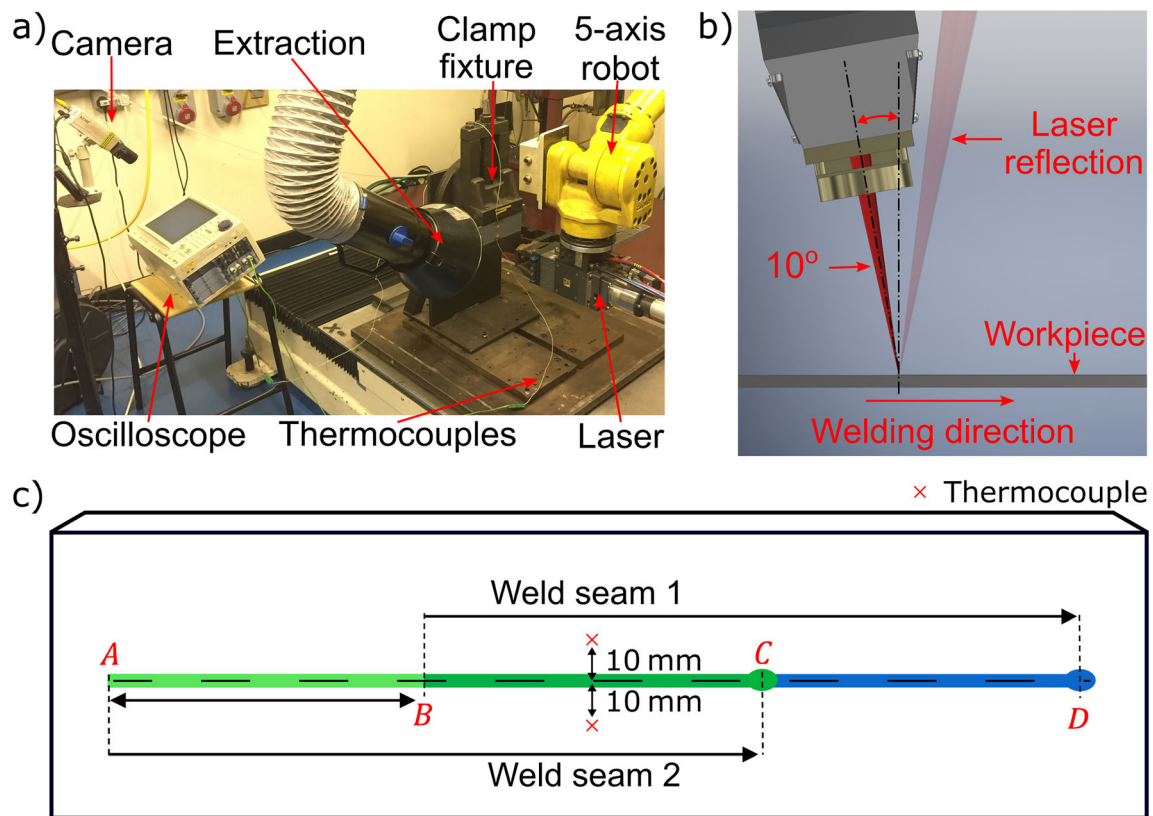 a)
Camera
Extraction
Clamp
fixture
5-axis
robot
Oscilloscope
Thermocouples
Laser
b)
Laser
reflection
10º
Workpiece
Welding direction
c)
× Thermocouple
Weld seam 1
A
10 mm
C
10 mm
B
D
Weld seam 2